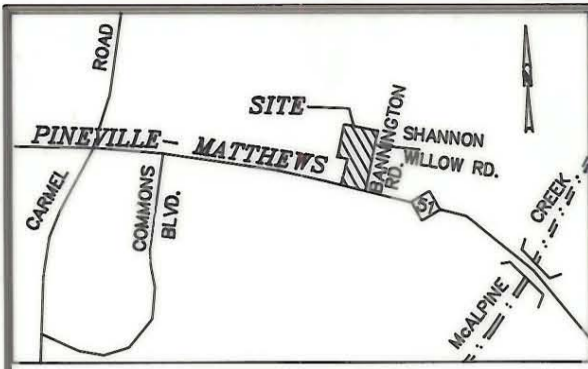 ROAD
SITE
BANNINGTON
RD.
SHANNON
WILLOW RD.
PINEVILLE- MATTHEWS
51
CARMEL
COMMONS
BLVD.
CREEK
McALPINE